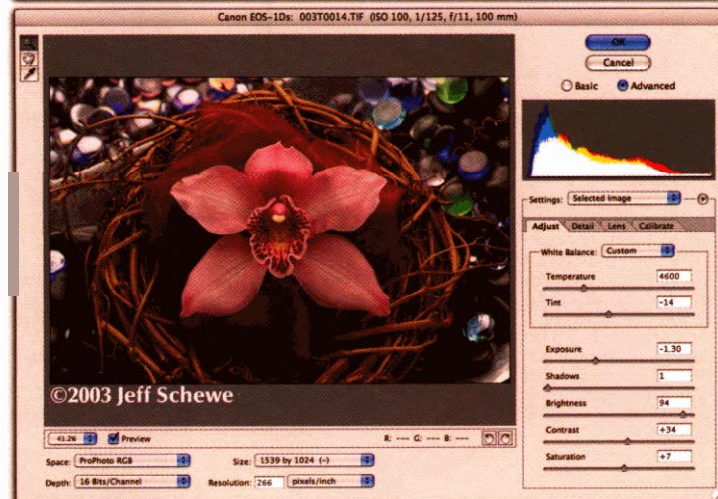 Canon EOS-1Ds: 003T0014.TIF (ISO 100, 1/125, f/11, 100 mm)
OK
Cancel
Basic Advanced
Settings: Selected Image
Adjust Detail Lens Calibrate
White Balance: Custom
Temperature 4600
Tint -14
Exposure -1.30
Shadows 1
Brightness 94
Contrast +34
Saturation +7
©2003 Jeff Schewe
41.2% Preview R: --- G: --- B: ---
Space: ProPhoto RGB Size: 1539 by 1024 (-)
Depth: 16 Bits/Channel Resolution: 266 pixels/inch